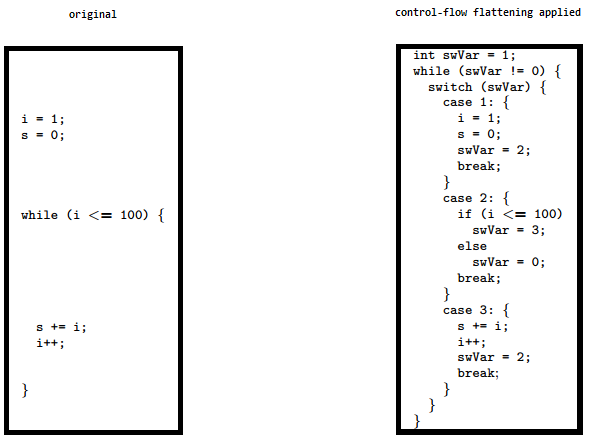 original
i = 1;
s = 0;
while (i <= 100) {
s += i;
i++;
}
control-flow flattening applied
int swVar = 1;
while (swVar != 0) {
switch (swVar) {
case 1: {
i = 1;
s = 0;
swVar = 2;
break;
}
case 2: {
if (i <= 100)
swVar = 3;
else
swVar = 0;
break;
}
case 3: {
s += i;
i++;
swVar = 2;
break;
}
}
}